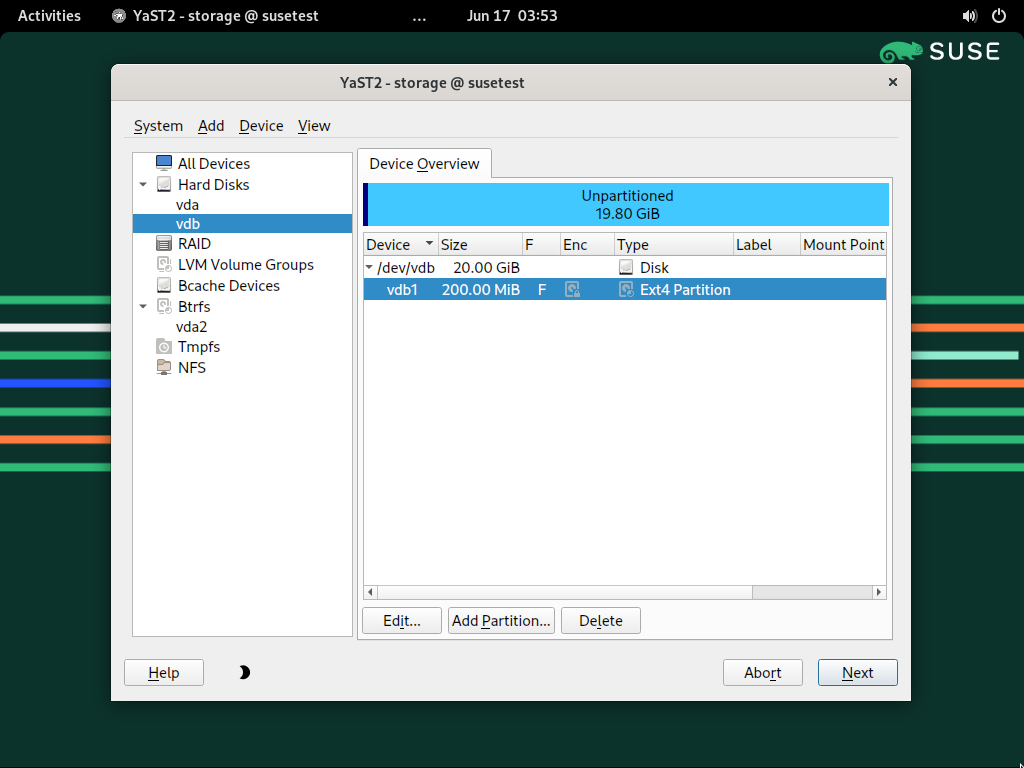 Activities
YaST2 - storage @ susetest
...
Jun 17 03:53
SUSE
YaST2 - storage @ susetest
×
System Add Device View
All Devices
Hard Disks
vda
vdb
RAID
LVM Volume Groups
Bcache Devices
Btrfs
vda2
Tmpfs
NFS
Device Overview
Unpartitioned
19.80 GiB
Device Size F Enc Type Label Mount Point
/dev/vdb 20.00 GiB Disk
vdb1 200.00 MiB F Ext4 Partition
Edit... Add Partition... Delete
Help Abort Next